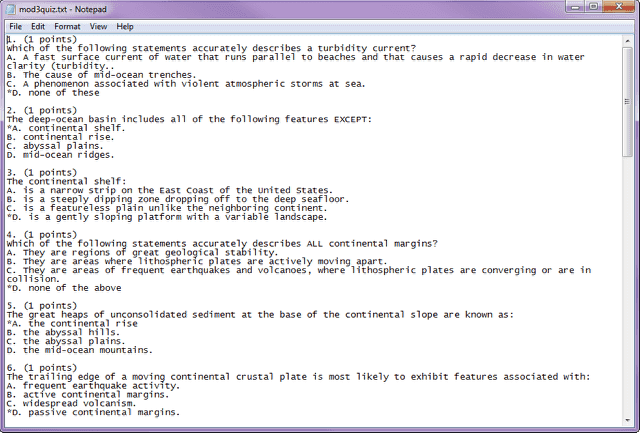 mod3quiz.txt - Notepad
File Edit Format View Help
1. (1 points)
Which of the following statements accurately describes a turbidity current?
A. A fast surface current of water that runs parallel to beaches and that causes a rapid decrease in water
clarity (turbidity..
B. The cause of mid-ocean trenches.
C. A phenomenon associated with violent atmospheric storms at sea.
*D. none of these
2. (1 points)
The deep-ocean basin includes all of the following features EXCEPT:
*A. continental shelf.
B. continental rise.
C. abyssal plains.
D. mid-ocean ridges.
3. (1 points)
The continental shelf:
A. is a narrow strip on the East Coast of the United States.
B. is a steeply dipping zone dropping off to the deep seafloor.
C. is a featureless plain unlike the neighboring continent.
*D. is a gently sloping platform with a variable landscape.
4. (1 points)
Which of the following statements accurately describes ALL continental margins?
A. They are regions of great geological stability.
B. They are areas where lithospheric plates are actively moving apart.
C. They are areas of frequent earthquakes and volcanoes, where lithospheric plates are converging or are in
collision.
*D. none of the above
5. (1 points)
The great heaps of unconsolidated sediment at the base of the continental slope are known as:
*A. the continental rise
B. the abyssal hills.
C. the abyssal plains.
D. the mid-ocean mountains.
6. (1 points)
The trailing edge of a moving continental crustal plate is most likely to exhibit features associated with:
A. frequent earthquake activity.
B. active continental margins.
C. widespread volcanism.
*D. passive continental margins.